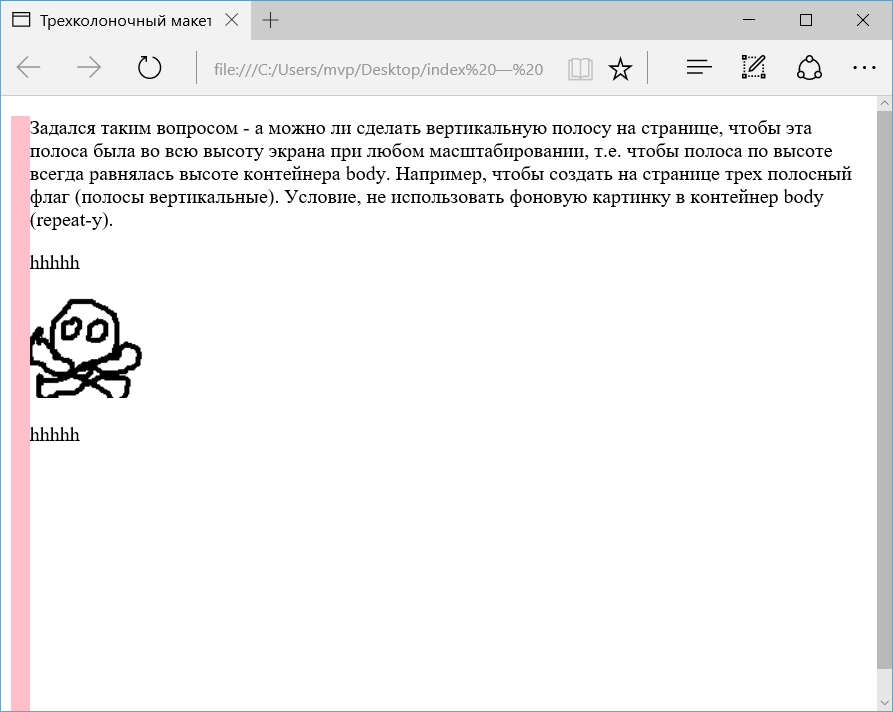 Трехколоночный макет
file:///C:/Users/mvp/Desktop/index%20—%20
Задался таким вопросом - а можно ли сделать вертикальную полосу на странице, чтобы эта
полоса была во всю высоту экрана при любом масштабировании, т.е. чтобы полоса по высоте
всегда равнялась высоте контейнера body. Например, чтобы создать на странице трех полосный
флаг (полосы вертикальные). Условие, не использовать фоновую картинку в контейнер body
(repeat-y).
hhhhh
hhhhh